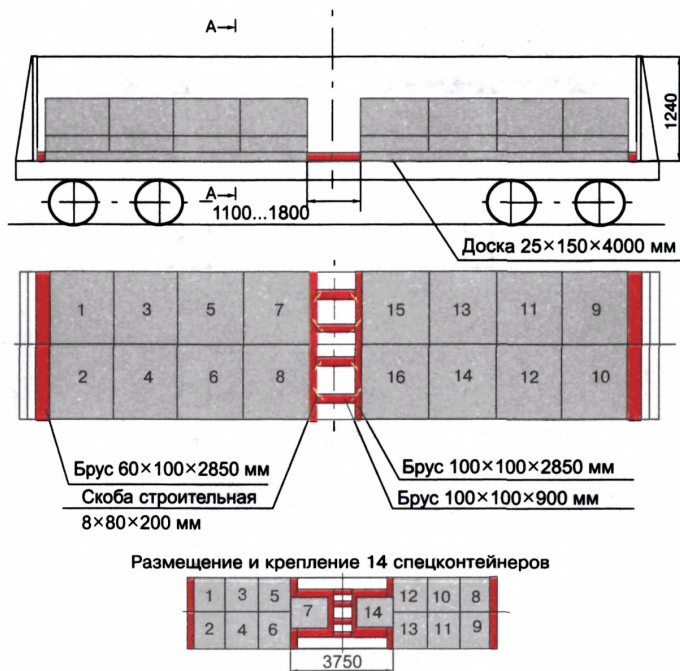 А
1240
А
1100...1800
Доска 25×150×4000 мм
1 3 5 7 15 13 11 9
2 4 6 8 16 14 12 10
Брус 60×100×2850 мм
Брус 100×100×2850 мм
Скоба строительная
8×80×200 мм
Брус 100×100×900 мм
Размещение и крепление 14 спецконтейнеров
1 3 5 12 10 8
7 14
2 4 6 13 11 9
3750